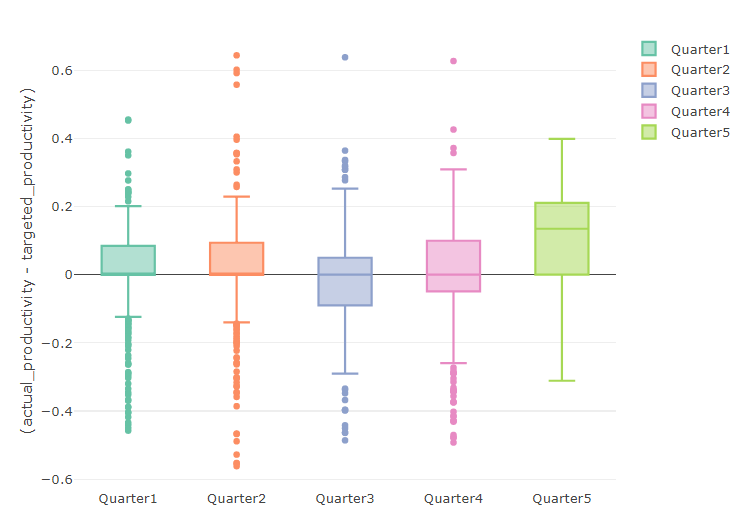 (actual_productivity - targeted_productivity)
0.6
0.4
0.2
0
−0.2
−0.4
−0.6
Quarter1
Quarter2
Quarter3
Quarter4
Quarter5
Quarter1
Quarter2
Quarter3
Quarter4
Quarter5